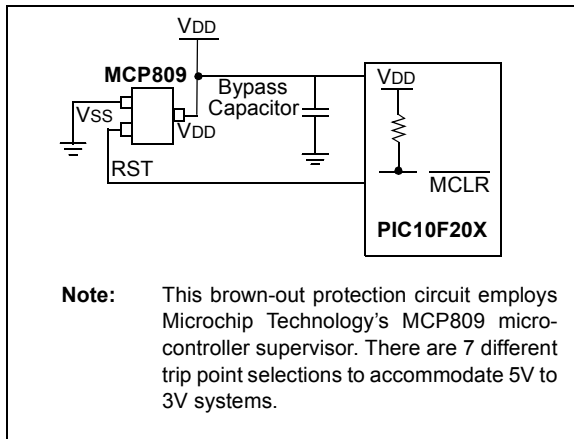 VDD
MCP809
Bypass
Capacitor
VDD
VSS
VDD
RST
MCLR
PIC10F20X
Note: This brown-out protection circuit employs
Microchip Technology's MCP809 micro-
controller supervisor. There are 7 different
trip point selections to accommodate 5V to
3V systems.